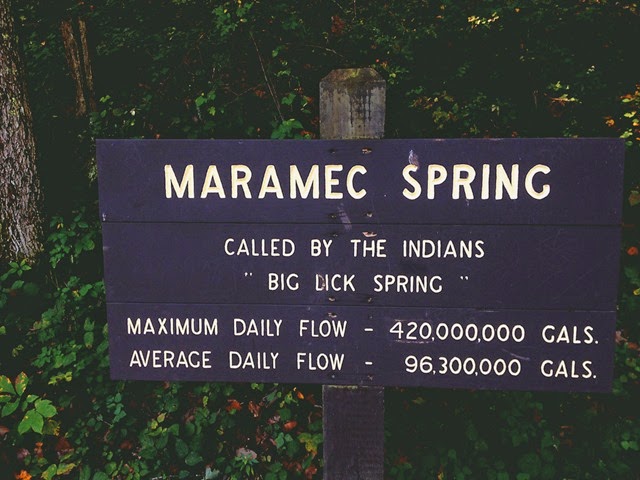 MARAMEC SPRING
CALLED BY THE INDIANS
" BIG LICK SPRING "
MAXIMUM DAILY FLOW - 420,000,000 GALS.
AVERAGE DAILY FLOW - 96,300,000 GALS.